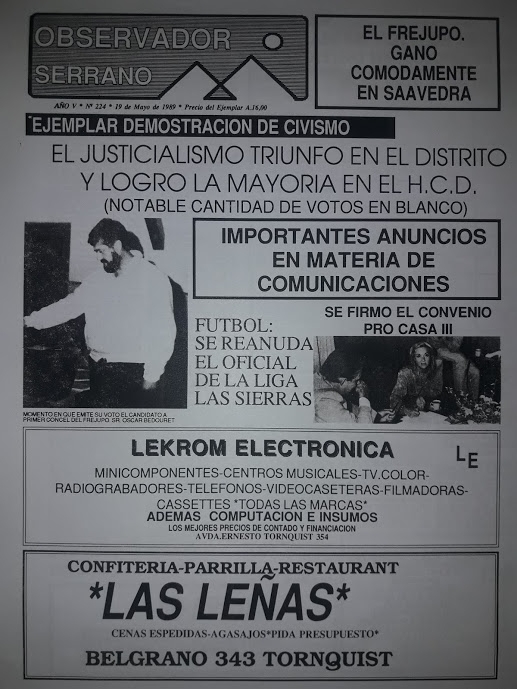 OBSERVADOR
SERRANO
AÑO V * Nº 224 * 19 de Mayo de 1989 * Precio del Ejemplar A.16,00
EL FREJUPO.
GANO
COMODAMENTE
EN SAAVEDRA
*EJEMPLAR DEMOSTRACION DE CIVISMO
EL JUSTICIALISMO TRIUNFO EN EL DISTRITO
Y LOGRO LA MAYORIA EN EL H.C.D.
(NOTABLE CANTIDAD DE VOTOS EN BLANCO)
IMPORTANTES ANUNCIOS
EN MATERIA DE
COMUNICACIONES
MOMENTO EN QUE EMITE SU VOTO EL CANDIDATO A
PRIMER CONCEL DEL FREJUPO. SR. OSCAR BEDOURET
FUTBOL:
SE REANUDA
EL OFICIAL
DE LA LIGA
LAS SIERRAS
SE FIRMO EL CONVENIO
PRO CASA III
LEKROM ELECTRONICA
LE
MINICOMPONENTES-CENTROS MUSICALES-TV.COLOR-
RADIOGRABADORES-TELEFONOS-VIDEOCASETERAS-FILMADORAS-
CASSETTES *TODAS LAS MARCAS*
ADEMAS COMPUTACION E INSUMOS
LOS MEJORES PRECIOS DE CONTADO Y FINANCIACION
AVDA.ERNESTO TORNQUIST 354
CONFITERIA-PARRILLA-RESTAURANT
*LAS LEÑAS*
CENAS ESPEDIDAS-AGASAJOS*PIDA PRESUPUESTO*
BELGRANO 343 TORNQUIST